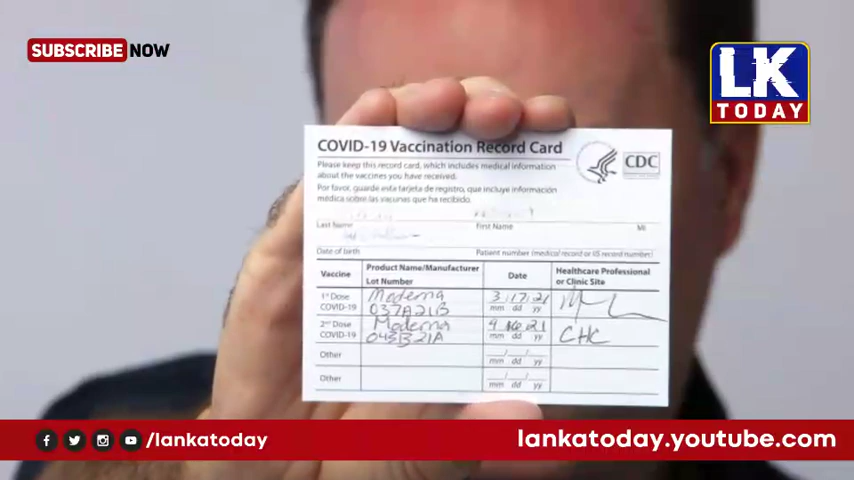 SUBSCRIBE NOW
LK
TODAY
COVID-19 Vaccination Record Card
Please keep this record card, which includes medical information
about the vaccines you have received.
Por favor, guarde esta tarjeta de registro, que incluye información
médica sobre las vacunas que ha recibido.
CDC
Last Name First Name MI
Date of birth Patient number (medical record or IIS record number)
Vaccine Product Name/Manufacturer Date Healthcare Professional
Lot Number or Clinic Site
1st Dose Moderna 3/17/21
COVID-19 037A21B mm dd yy
2nd Dose Moderna
COVID-19 043B21A mm dd yy CHC
Other mm dd yy
Other mm dd yy
/lankatoday lankatoday.youtube.com